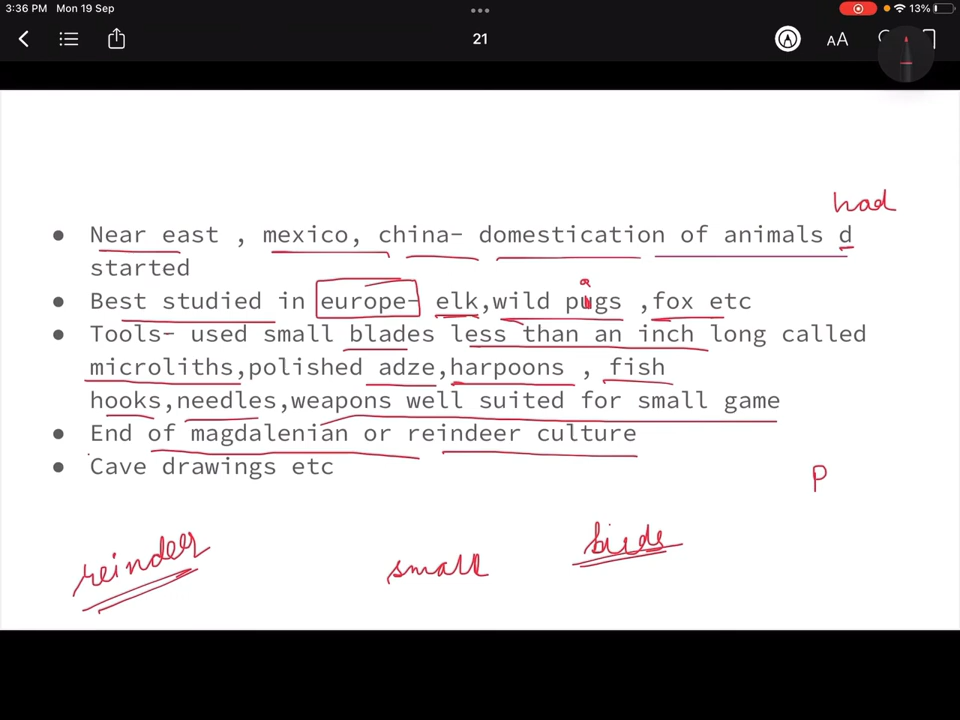 3:36 PM Mon 19 Sep
13%
21
AA
had
● Near east , mexico, china- domestication of animals d
started
● Best studied in europe- elk,wild pugs ,fox etc
a
● Tools- used small blades less than an inch long called
microliths,polished adze,harpoons , fish
hooks,needles,weapons well suited for small game
● End of magdalenian or reindeer culture
● Cave drawings etc
P
reindeer
small
birds